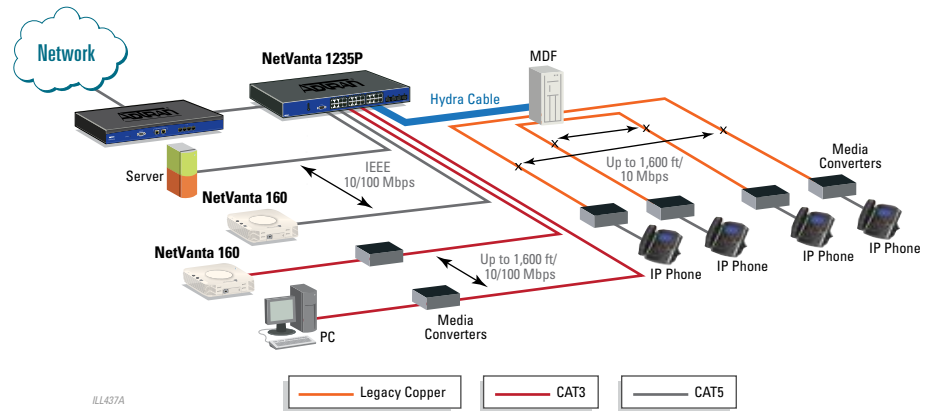 Network
NetVanta 1235P
MDF
Hydra Cable
ADTRAN
ADTRAN
Server
IEEE
10/100 Mbps
NetVanta 160
Up to 1,600 ft/
10 Mbps
x
x
x
x
Media
Converters
IP Phone
IP Phone
IP Phone
IP Phone
NetVanta 160
Up to 1,600 ft/
10/100 Mbps
PC
Media
Converters
Legacy Copper
CAT3
CAT5
ILL437A